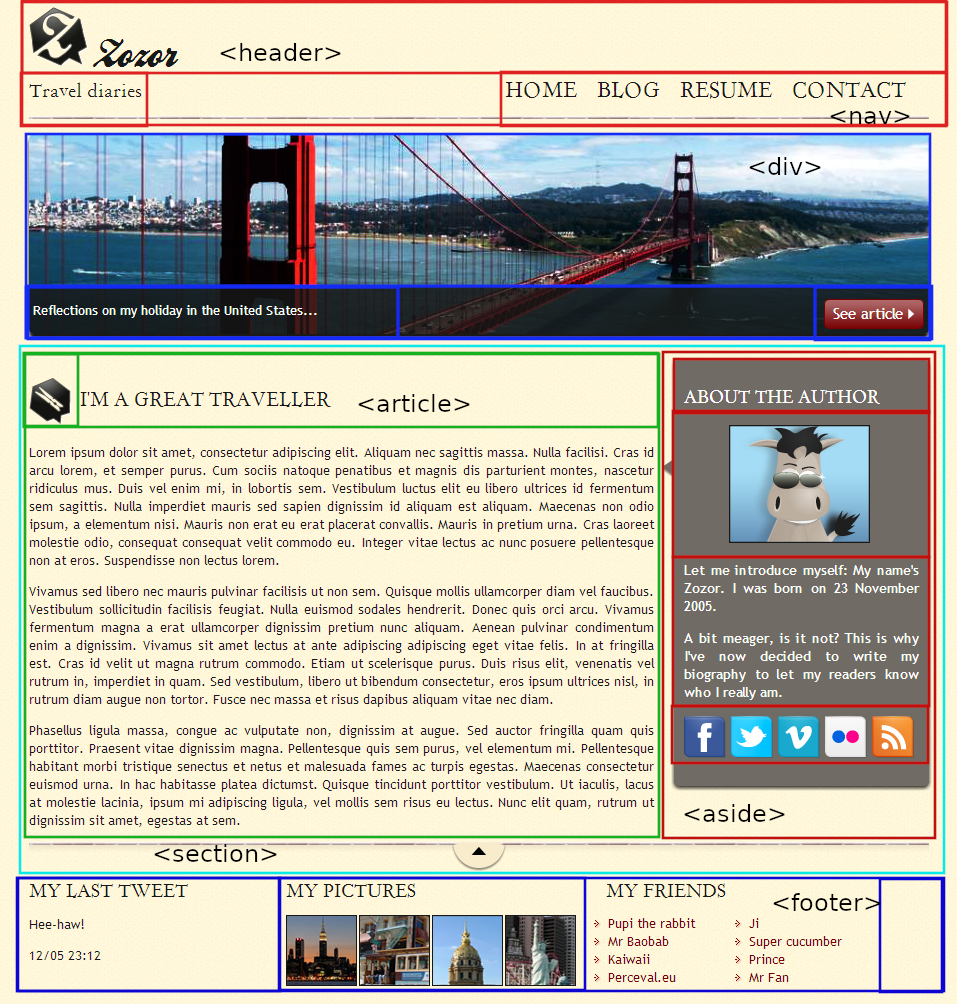 Zozor
<header>
Travel diaries
HOME BLOG RESUME CONTACT
<nav>
<div>
Reflections on my holiday in the United States...
See article
I'M A GREAT TRAVELLER
<article>
Lorem ipsum dolor sit amet, consectetur adipiscing elit. Aliquam nec sagittis massa. Nulla facilisi. Cras id
arcu lorem, et semper purus. Cum sociis natoque penatibus et magnis dis parturient montes, nascetur
ridiculus mus. Duis vel enim mi, in lobortis sem. Vestibulum luctus elit eu libero ultrices id fermentum
sem sagittis. Nulla imperdiet mauris sed sapien dignissim id aliquam est aliquam. Maecenas non odio
ipsum, a elementum nisi. Mauris non erat eu erat placerat convallis. Mauris in pretium urna. Cras laoreet
molestie odio, consequat consequat velit commodo eu. Integer vitae lectus ac nunc posuere pellentesque
non at eros. Suspendisse non lectus lorem.
Vivamus sed libero nec mauris pulvinar facilisis ut non sem. Quisque mollis ullamcorper diam vel faucibus.
Vestibulum sollicitudin facilisis feugiat. Nulla euismod sodales hendrerit. Donec quis orci arcu. Vivamus
fermentum magna a erat ullamcorper dignissim pretium nunc aliquam. Aenean pulvinar condimentum
enim a dignissim. Vivamus sit amet lectus at ante adipiscing adipiscing eget vitae felis. In at fringilla
est. Cras id velit ut magna rutrum commodo. Etiam ut scelerisque purus. Duis risus elit, venenatis vel
rutrum in, imperdiet in quam. Sed vestibulum, libero ut bibendum consectetur, eros ipsum ultrices nisl, in
rutrum diam augue non tortor. Fusce nec massa et risus dapibus aliquam vitae nec diam.
Phasellus ligula massa, congue ac vulputate non, dignissim at augue. Sed auctor fringilla quam quis
porttitor. Praesent vitae dignissim magna. Pellentesque quis sem purus, vel elementum mi. Pellentesque
habitant morbi tristique senectus et netus et malesuada fames ac turpis egestas. Maecenas consectetur
euismod urna. In hac habitasse platea dictumst. Quisque tincidunt porttitor vestibulum. Ut iaculis, lacus
at molestie lacinia, ipsum mi adipiscing ligula, vel mollis sem risus eu lectus. Nunc elit quam, rutrum ut
dignissim sit amet, egestas at sem.
ABOUT THE AUTHOR
Let me introduce myself: My name's
Zozor. I was born on 23 November
2005.
A bit meager, is it not? This is why
I've now decided to write my
biography to let my readers know
who I really am.
<aside>
<section>
MY LAST TWEET
Hee-haw!
12/05 23:12
MY PICTURES
MY FRIENDS
<footer>
Pupi the rabbit
Mr Baobab
Kaiwaii
Perceval.eu
Ji
Super cucumber
Prince
Mr Fan